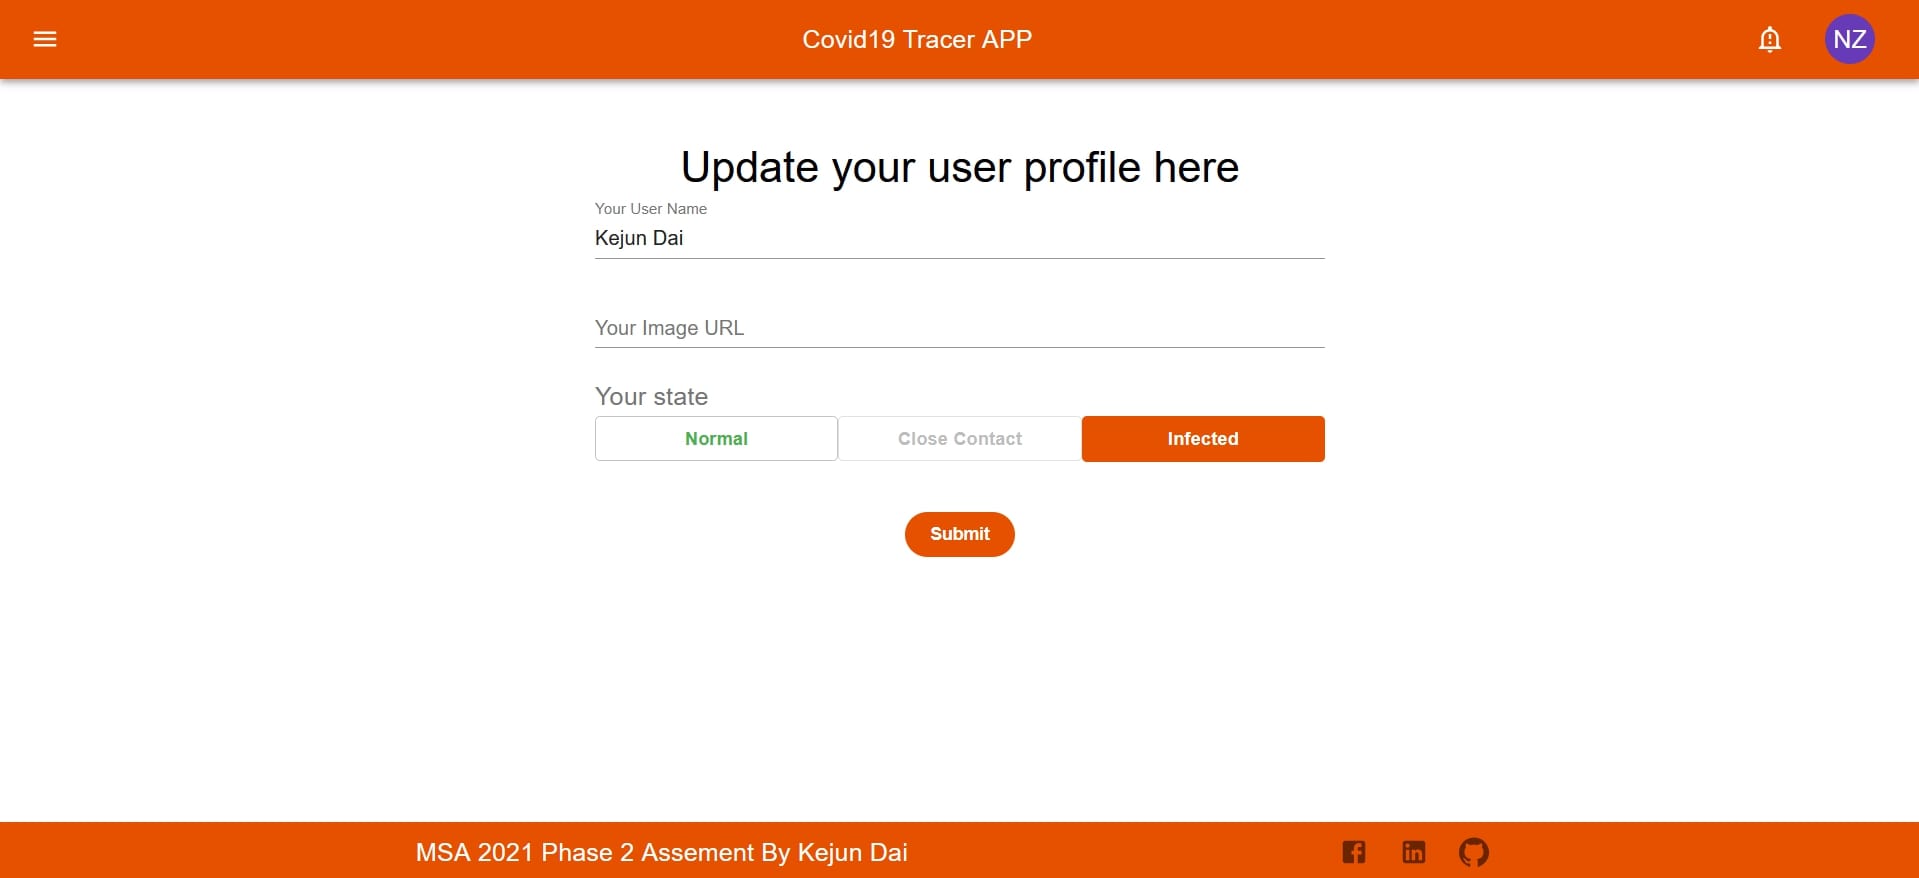 Covid19 Tracer APP
NZ
Update your user profile here
Your User Name
Kejun Dai
Your Image URL
Your state
Normal
Close Contact
Infected
Submit
MSA 2021 Phase 2 Assement By Kejun Dai